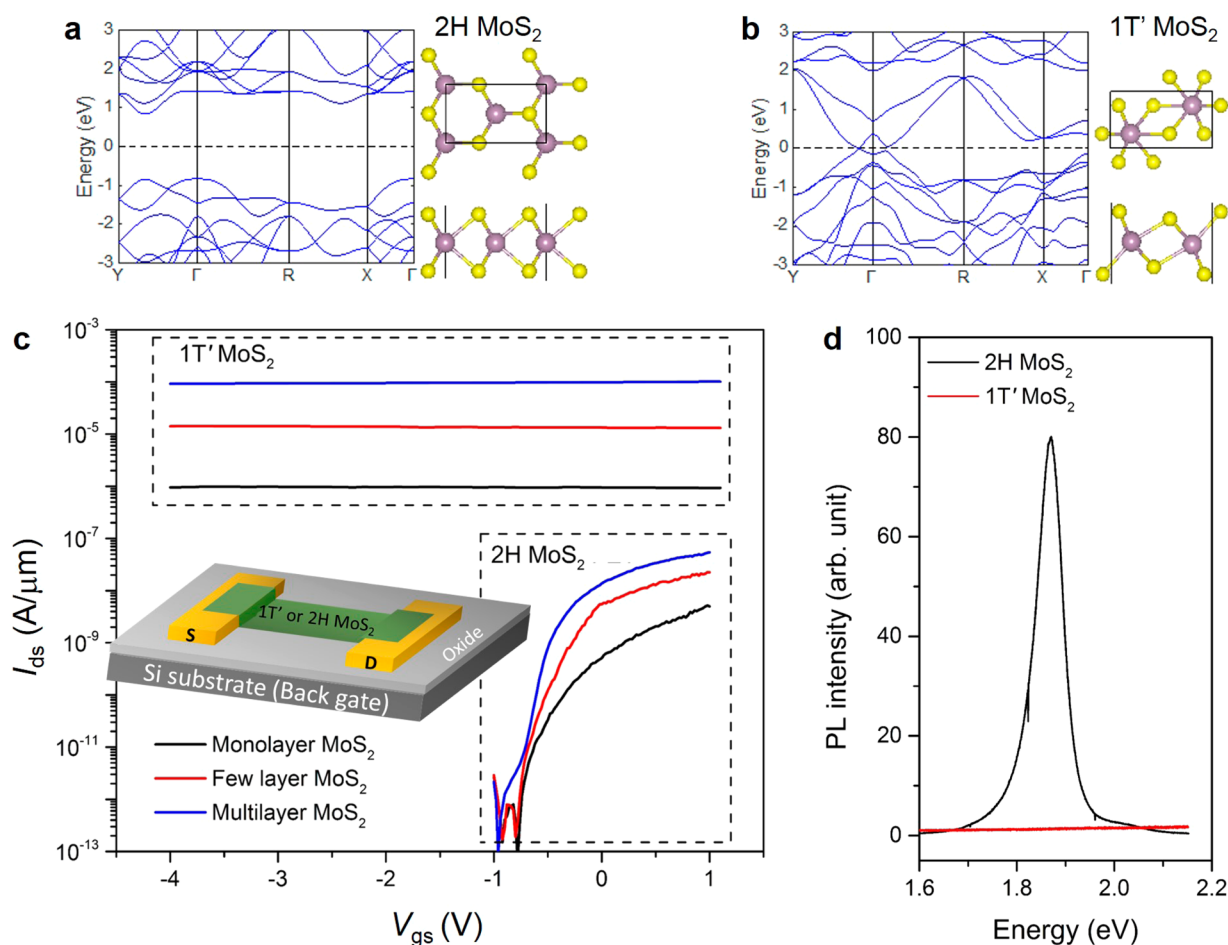 a
2H MoS2
Energy (eV)
3
2
1
0
-1
-2
-3
Y Γ R X Γ
b
1T’ MoS2
Energy (eV)
3
2
1
0
-1
-2
-3
Y Γ R X Γ
c
Ids (A/μm)
10-3
10-5
10-7
10-9
10-11
10-13
1T′ MoS2
2H MoS2
1T’ or 2H MoS2
S
D
Oxide
Si substrate (Back gate)
Monolayer MoS2
Few layer MoS2
Multilayer MoS2
-4 -3 -2 -1 0 1
Vgs (V)
d
PL intensity (arb. unit)
100
80
60
40
20
0
2H MoS2
1T′ MoS2
1.6 1.8 2.0 2.2
Energy (eV)